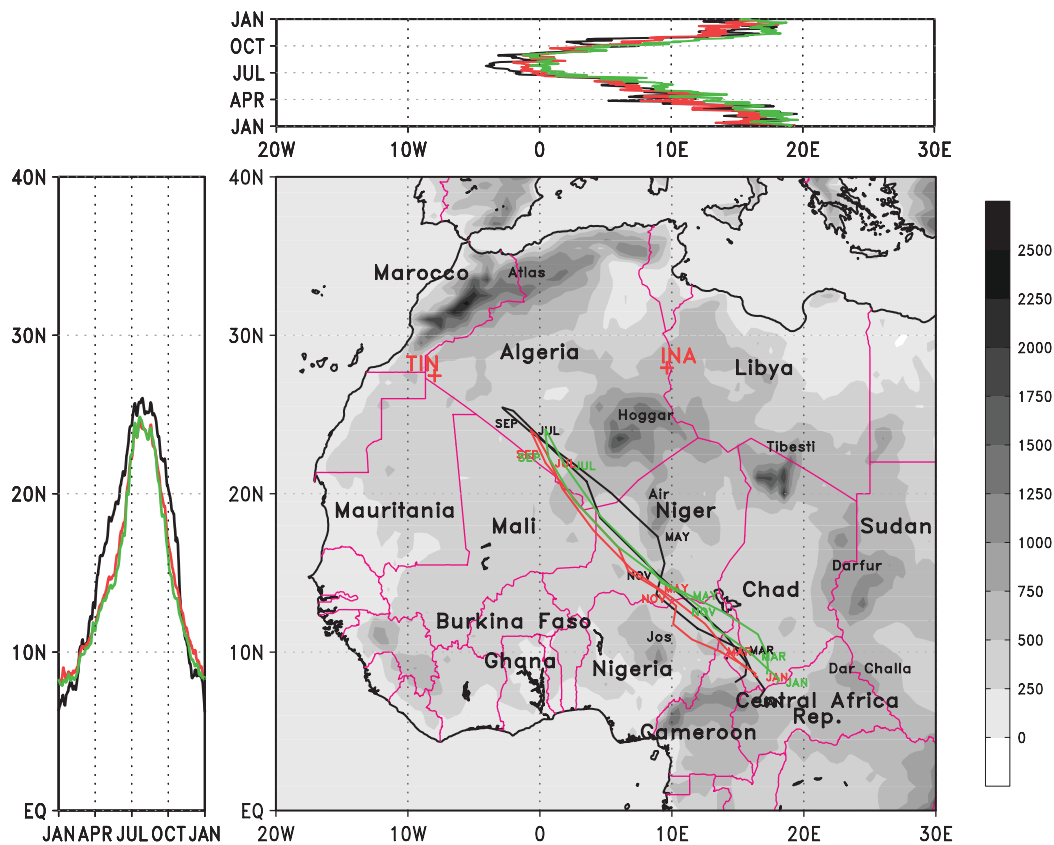 JAN
OCT
JUL
APR
JAN
20W 10W 0 10E 20E 30E
40N
30N
20N
10N
EQ
JAN APR JUL OCT JAN
40N
30N
20N
10N
EQ
20W 10W 0 10E 20E 30E
Marocco
Atlas
Algeria
TIN
INA
Libya
Hoggar
SEP
JUL
Tibesti
SEP
SEP
JUL
JUL
Air
Mauritania
Mali
Niger
Sudan
MAY
Darfur
NOV
MAY
Chad
NOV
MAY
NOV
Burkina Faso
Jos
Ghana
Nigeria
MAR
MAR
MAR
Dar Challa
JAN
JAN
JAN
Central Africa
Rep.
Cameroon
2500
2250
2000
1750
1500
1250
1000
750
500
250
0